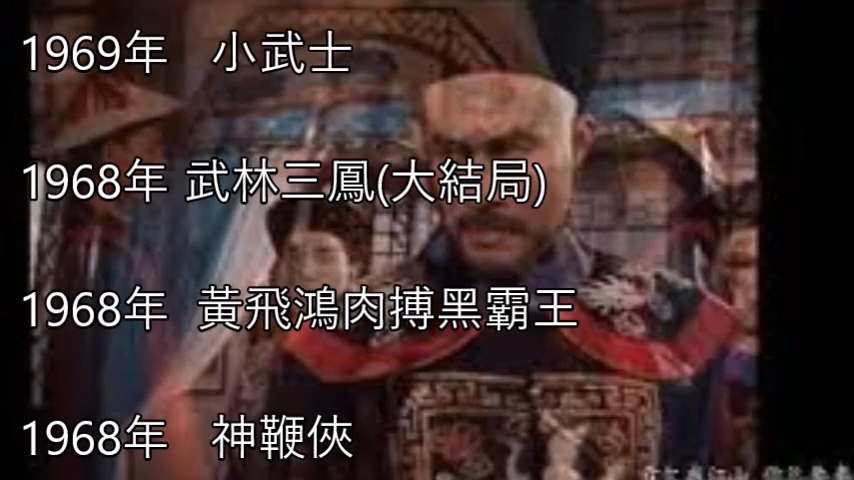 1969年 小武士
1968年 武林三鳳(大結局)
1968年 黃飛鴻肉搏黑霸王
1968年 神鞭俠